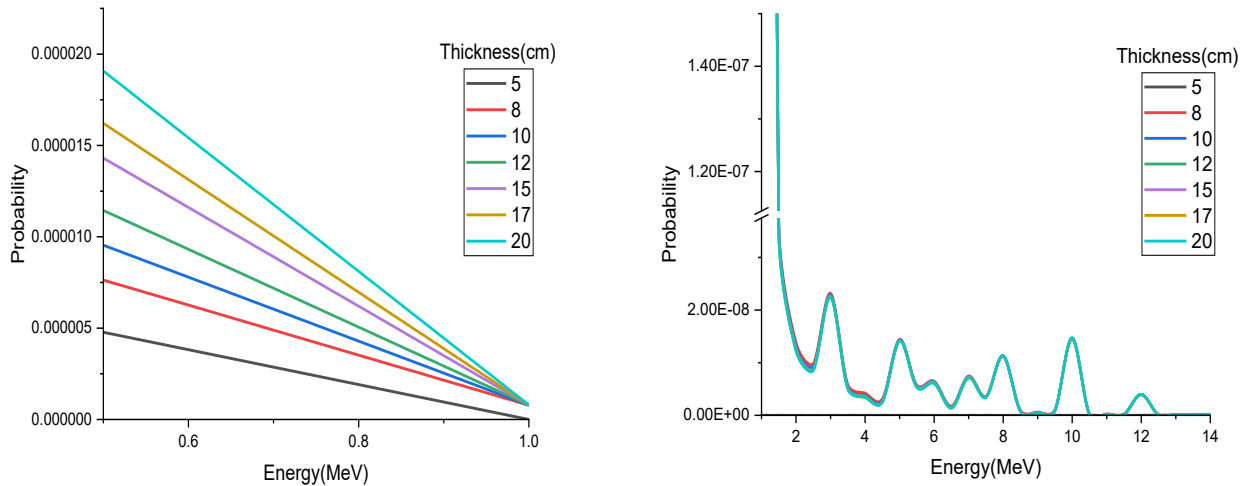 0.000020
0.000015
0.000010
0.000005
0.000000
Probability
0.6
0.8
1.0
Energy(MeV)
Thickness(cm)
5
8
10
12
15
17
20
1.40E-07
1.20E-07
2.00E-08
0.00E+00
Probability
2
4
6
8
10
12
14
Energy(MeV)
Thickness(cm)
5
8
10
12
15
17
20